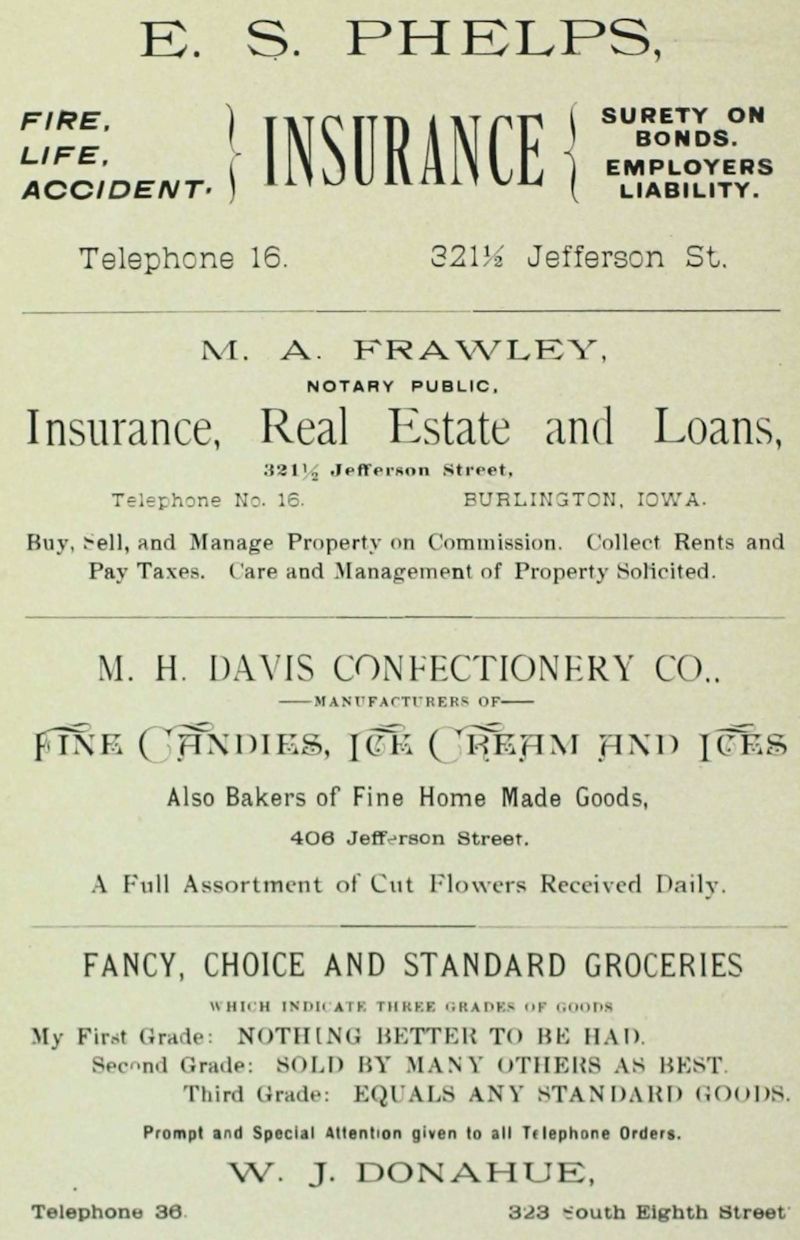 E. S. PHELPS,
FIRE,
LIFE,
ACCIDENT.
INSURANCE
SURETY ON
BONDS.
EMPLOYERS
LIABILITY.
Telephone 16. 321½ Jefferson St.
M. A. FRAWLEY,
NOTARY PUBLIC,
Insurance, Real Estate and Loans,
321½ Jefferson Street,
Telephone No. 16. BURLINGTON, IOWA.
Buy, Sell, and Manage Property on Commission. Collect Rents and
Pay Taxes. Care and Management of Property Solicited.
M. H. DAVIS CONFECTIONERY CO..
MANUFACTURERS OF
FINE CANDIES, ICE CREAM AND ICES
Also Bakers of Fine Home Made Goods,
406 Jefferson Street.
A Full Assortment of Cut Flowers Received Daily.
FANCY, CHOICE AND STANDARD GROCERIES
WHICH INDICATE THREE GRADES OF GOODS
My First Grade: NOTHING BETTER TO BE HAD.
Second Grade: SOLD BY MANY OTHERS AS BEST.
Third Grade: EQUALS ANY STANDARD GOODS.
Prompt and Special Attention given to all Telephone Orders.
W. J. DONAHUE,
Telephone 36. 323 South Eighth Street